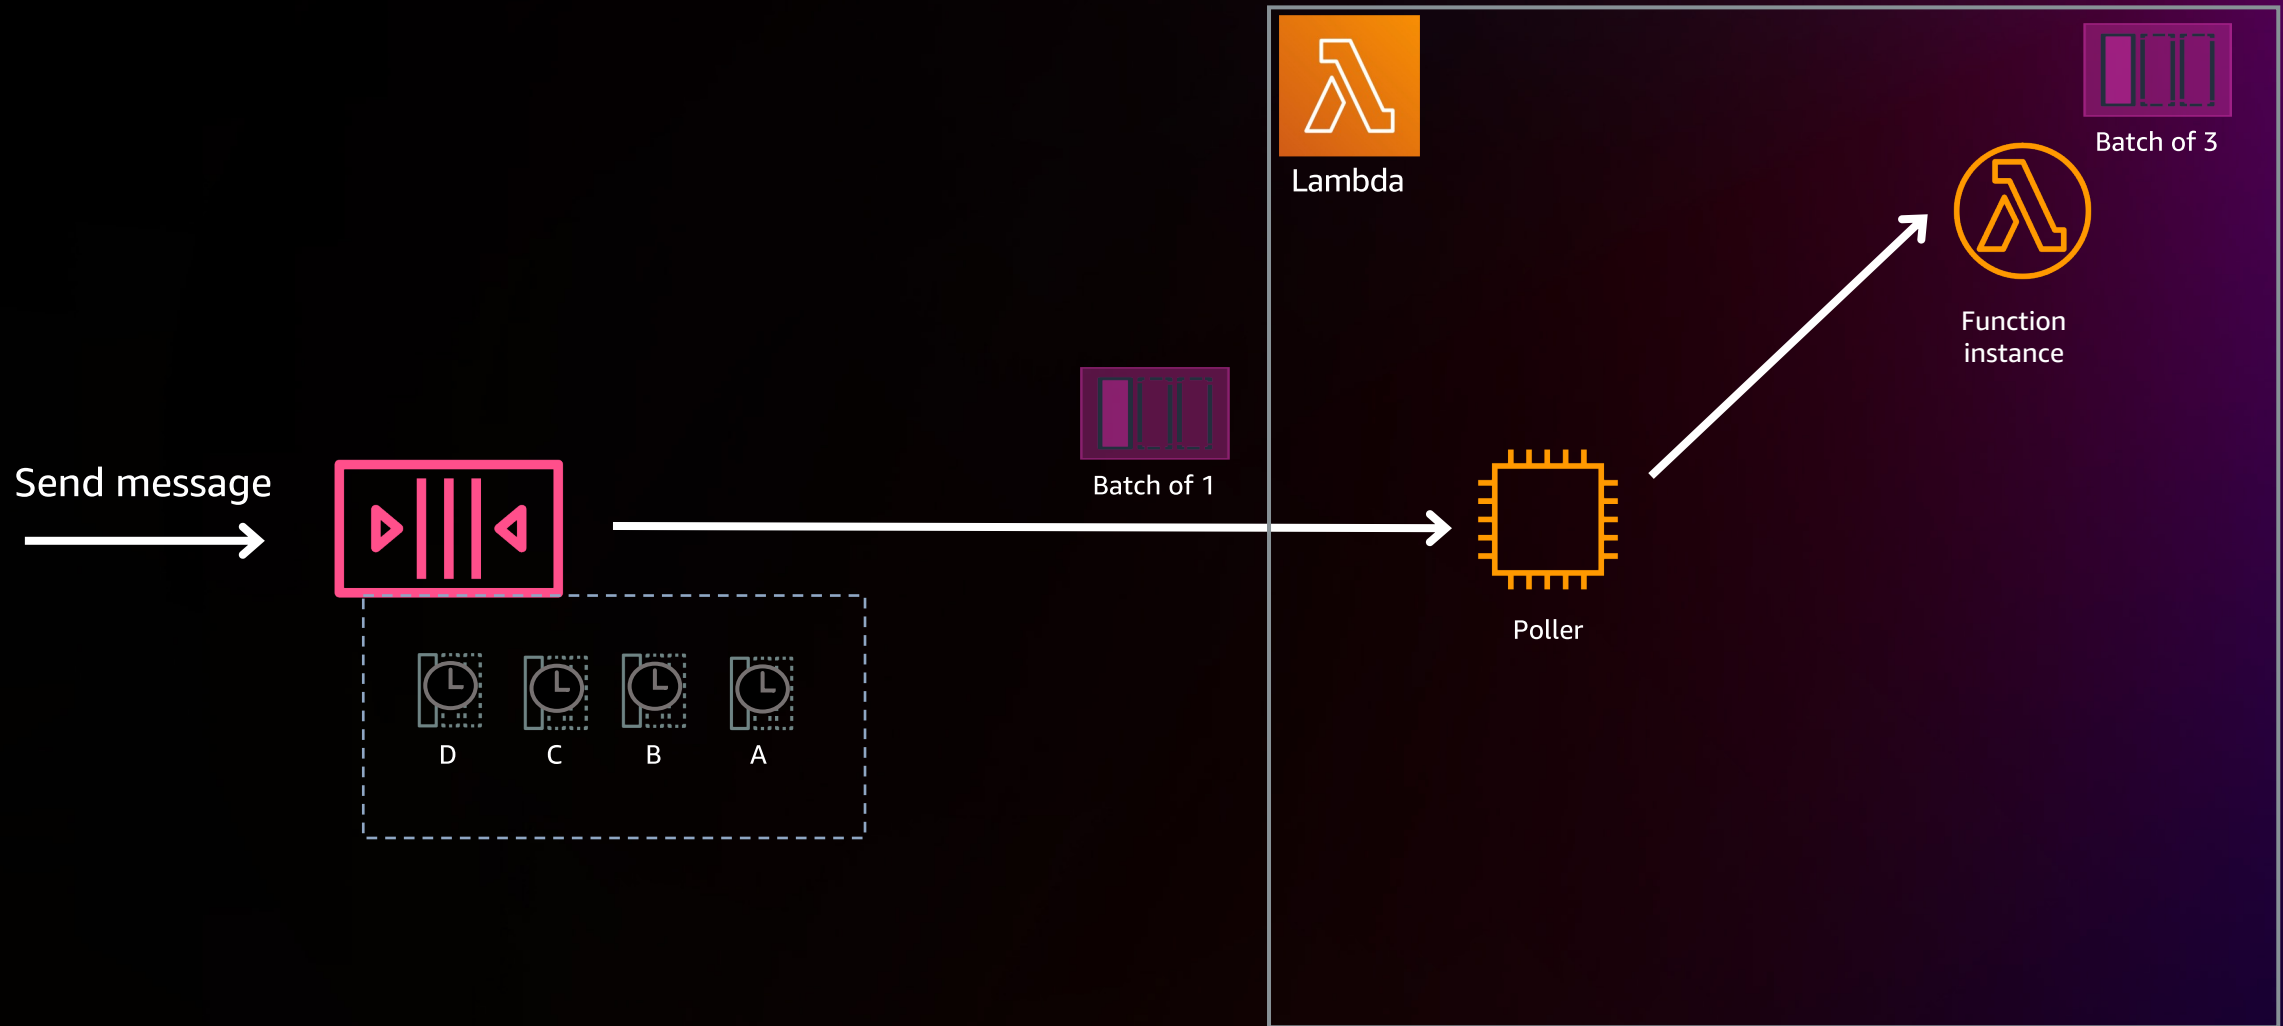 Lambda
Batch of 3
Function
instance
Batch of 1
Send message
Poller
D
C
B
A